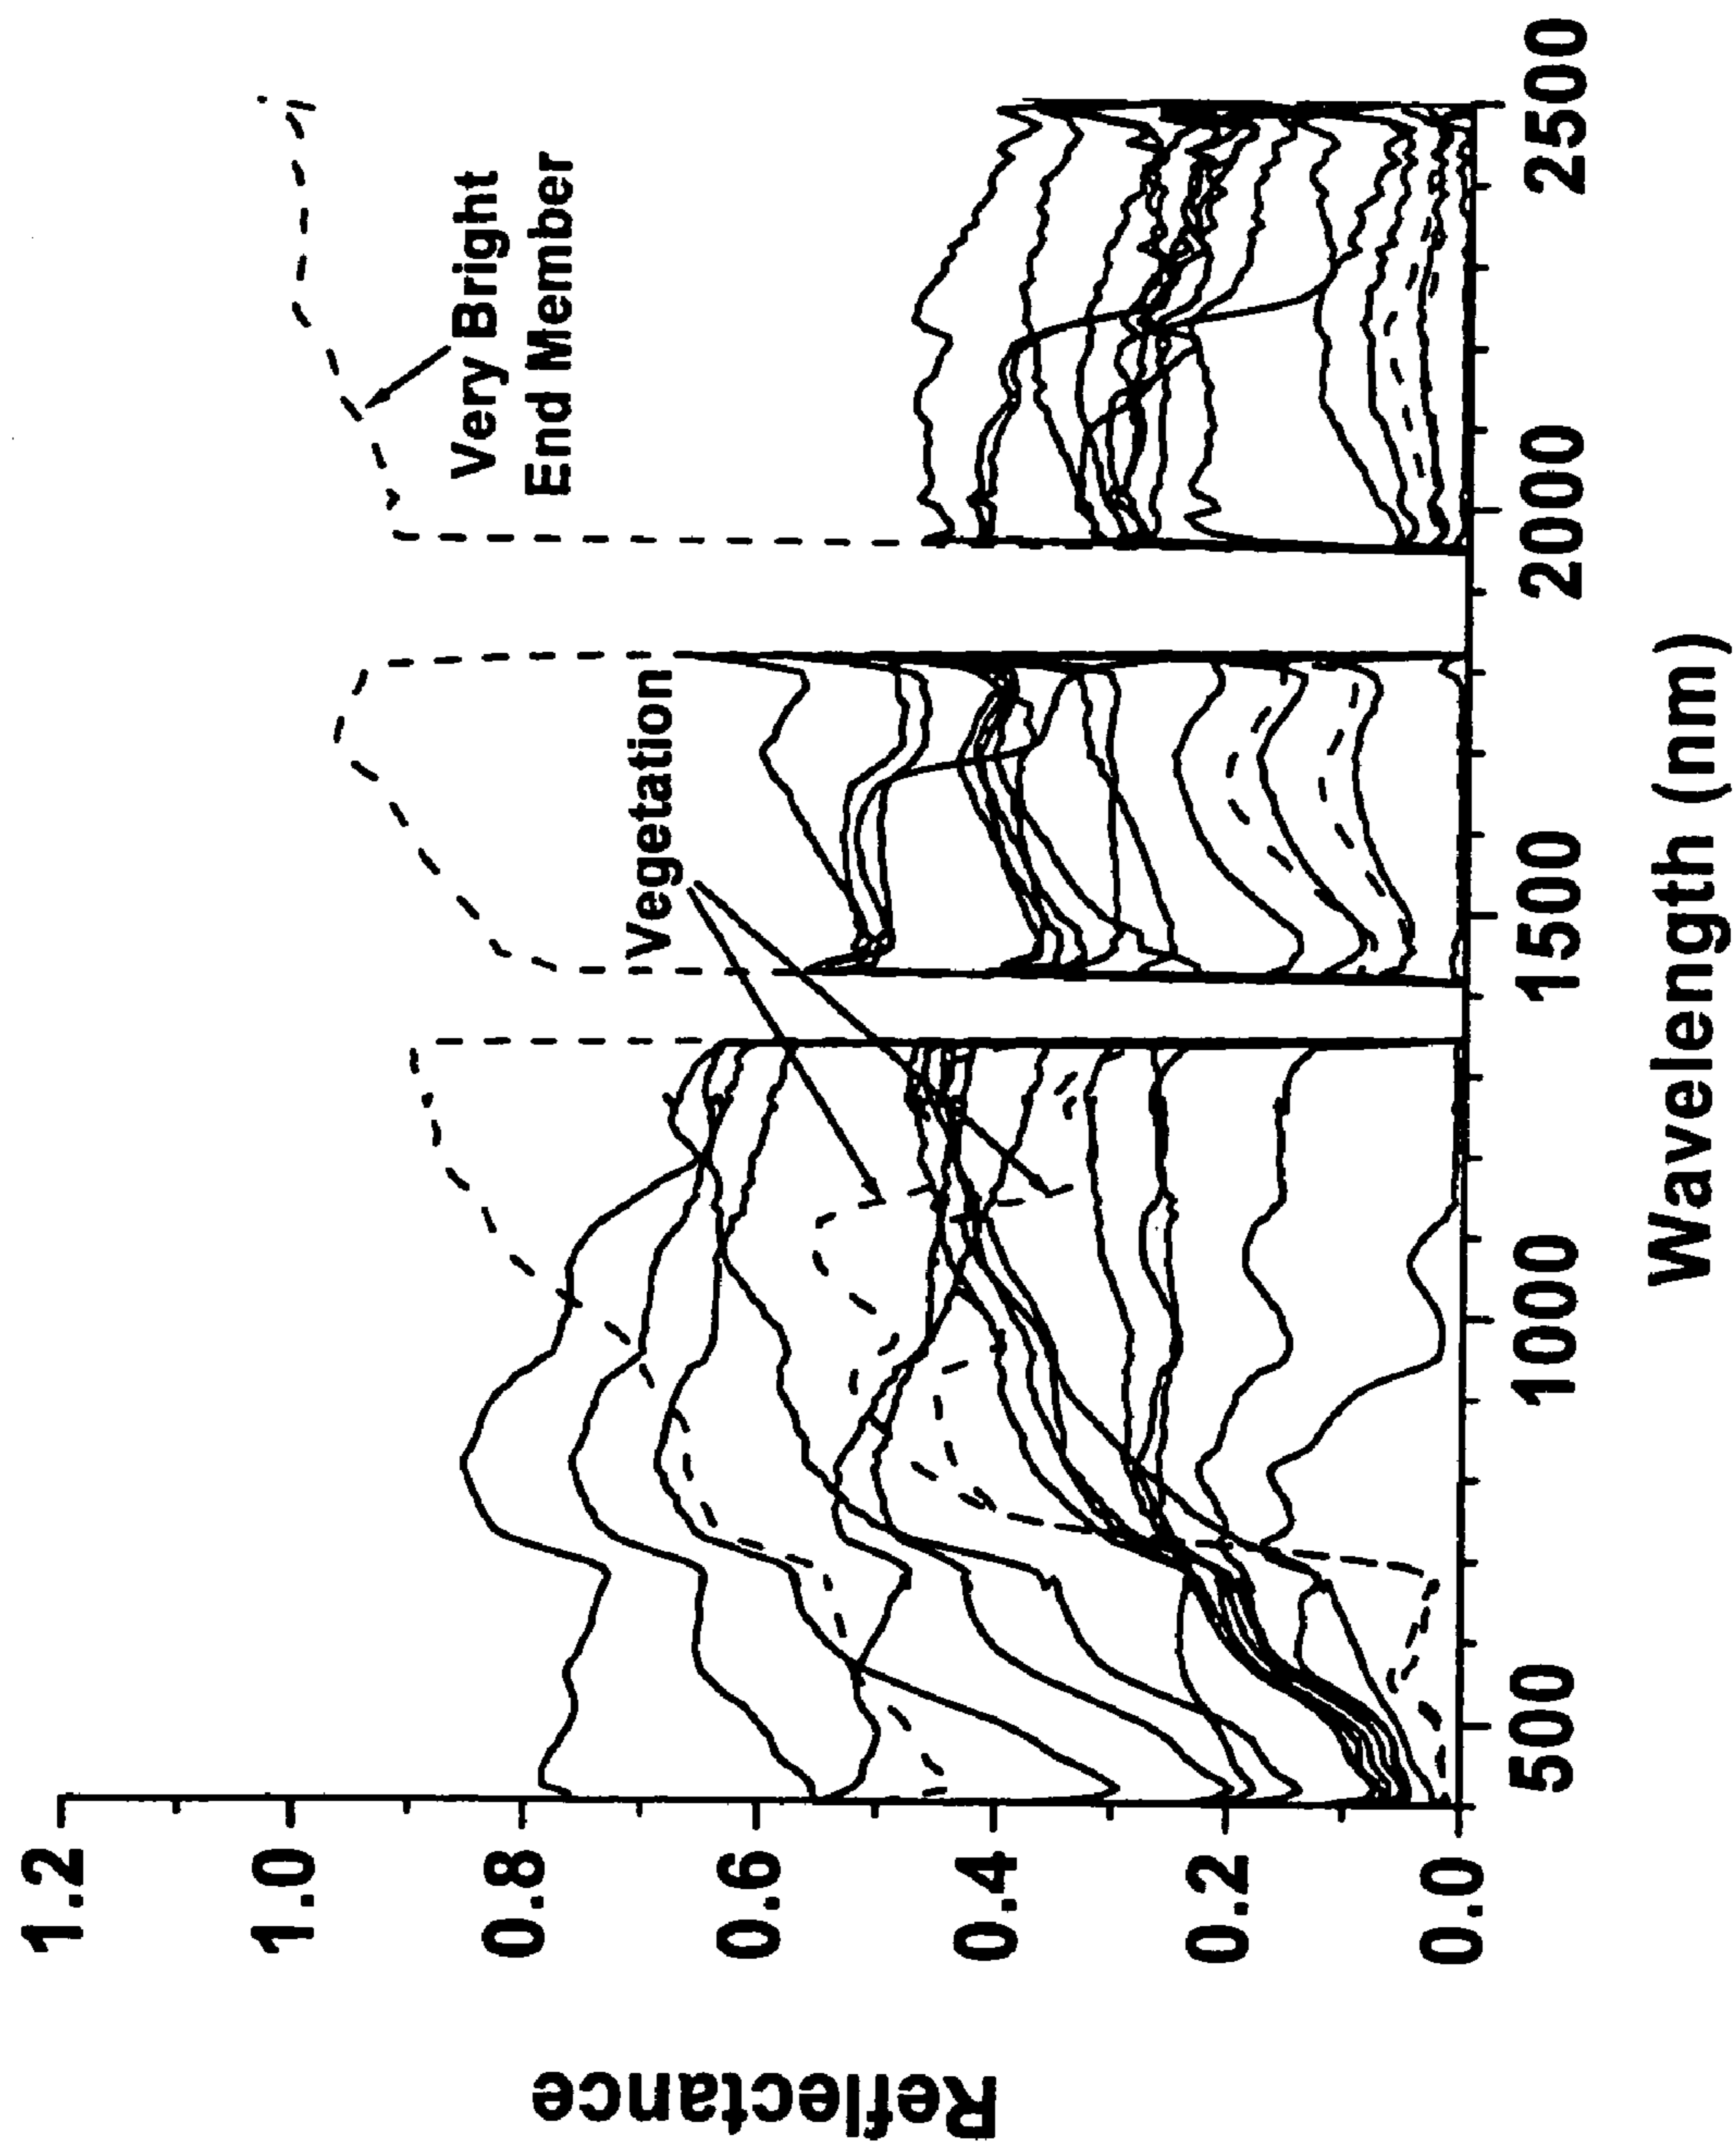 1.2
1.0
0.8
0.6
0.4
0.2
0.0
Reflectance
Very Bright
End Member
Vegetation
500
1000
1500
2000
2500
Wavelength (nm)